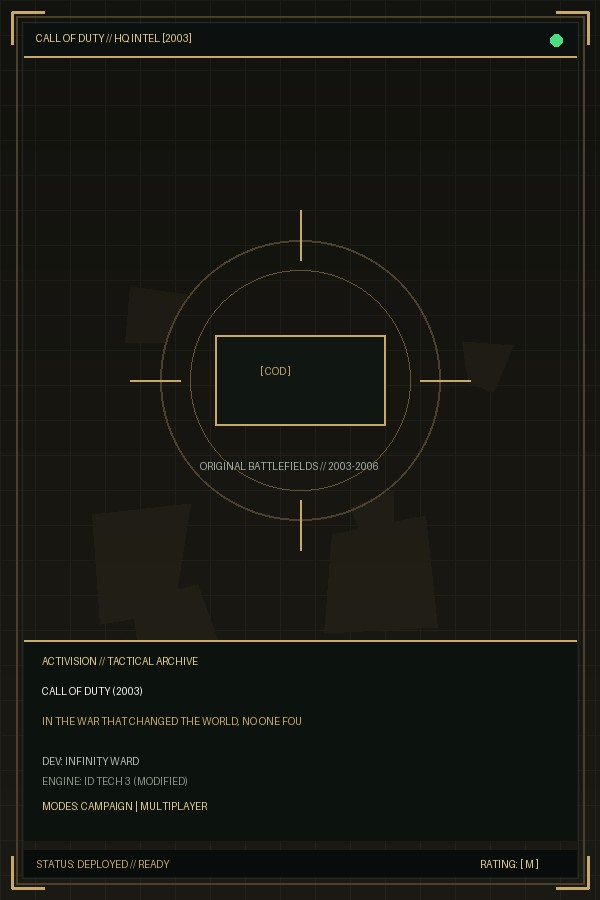 CALL OF DUTY // HQ INTEL [2003]
[COD]
ORIGINAL BATTLEFIELDS // 2003-2006
ACTIVISION // TACTICAL ARCHIVE
CALL OF DUTY (2003)
IN THE WAR THAT CHANGED THE WORLD, NO ONE FOU
DEV: INFINITY WARD
ENGINE: ID TECH 3 (MODIFIED)
MODES: CAMPAIGN | MULTIPLAYER
STATUS: DEPLOYED // READY
RATING: [ M ]